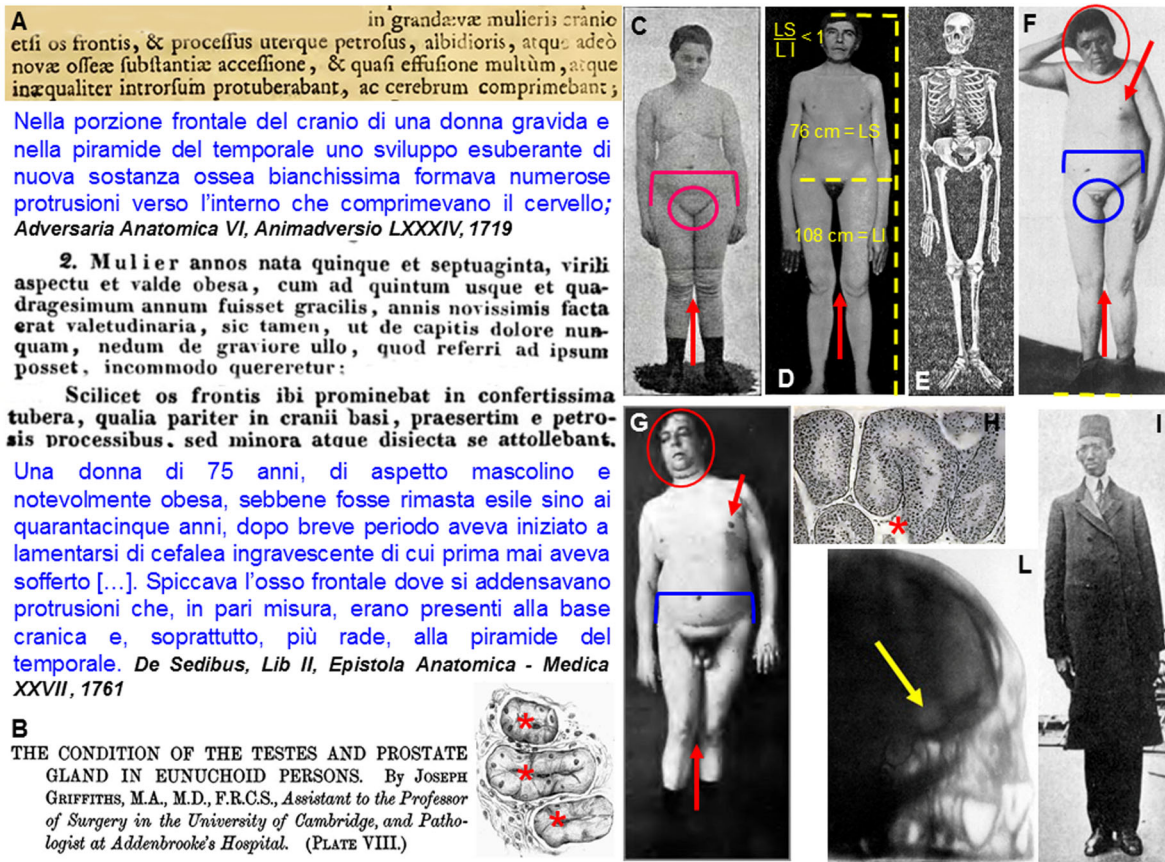 A
in grandævæ mulieris cranio
etſi os frontis, & proceſſus uterque petroſus, albidioris, atque adeò
novæ oſſeæ ſubſtantiæ acceſſione, & quaſi effuſione multùm, atque
inæqualiter introrſum protuberabant, ac cerebrum comprimebant;
Nella porzione frontale del cranio di una donna gravida e
nella piramide del temporale uno sviluppo esuberante di
nuova sostanza ossea bianchissima formava numerose
protrusioni verso l'interno che comprimevano il cervello;
Adversaria Anatomica VI, Animadversio LXXXIV, 1719
2. Mulier annos nata quinque et septuaginta, virili
aspectu et valde obesa, cum ad quintum usque et qua-
dragesimum annum fuisset gracilis, annis novissimis facta
erat valetudinaria, sic tamen, ut de capitis dolore nun-
quam, nedum de graviore ullo, quod referri ad ipsum
posset, incommodo quereretur:
Scilicet os frontis ibi prominebat in confertissima
tubera, qualia pariter in cranii basi, praesertim e petro-
sis processibus, sed minora atque disiecta se attollebant.
Una donna di 75 anni, di aspetto mascolino e
notevolmente obesa, sebbene fosse rimasta esile sino ai
quarantacinque anni, dopo breve periodo aveva iniziato a
lamentarsi di cefalea ingravescente di cui prima mai aveva
sofferto [...]. Spiccava l'osso frontale dove si addensavano
protrusioni che, in pari misura, erano presenti alla base
cranica e, soprattutto, più rade, alla piramide del
temporale. De Sedibus, Lib II, Epistola Anatomica - Medica
XXVII, 1761
B
THE CONDITION OF THE TESTES AND PROSTATE
GLAND IN EUNUCHOID PERSONS. By JOSEPH
GRIFFITHS, M.A., M.D., F.R.C.S., Assistant to the Professor
of Surgery in the University of Cambridge, and Patho-
logist at Addenbrooke's Hospital. (PLATE VIII.)
* * *
C
LS
LI < 1
76 cm = LS
108 cm = LI
D
E
F
G
H
*
I
L